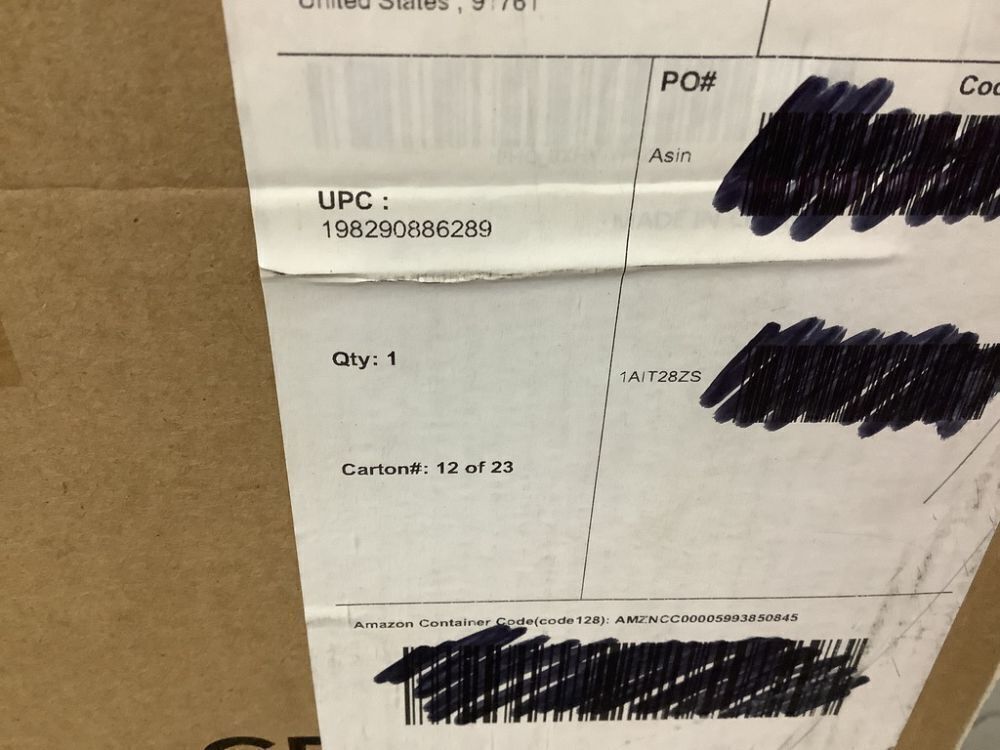 United States , 91761
PO#
Asin
UPC :
198290886289
Qty: 1
1AIT28ZS
Carton#: 12 of 23
Amazon Container Code(code128): AMZNCC00005993850845